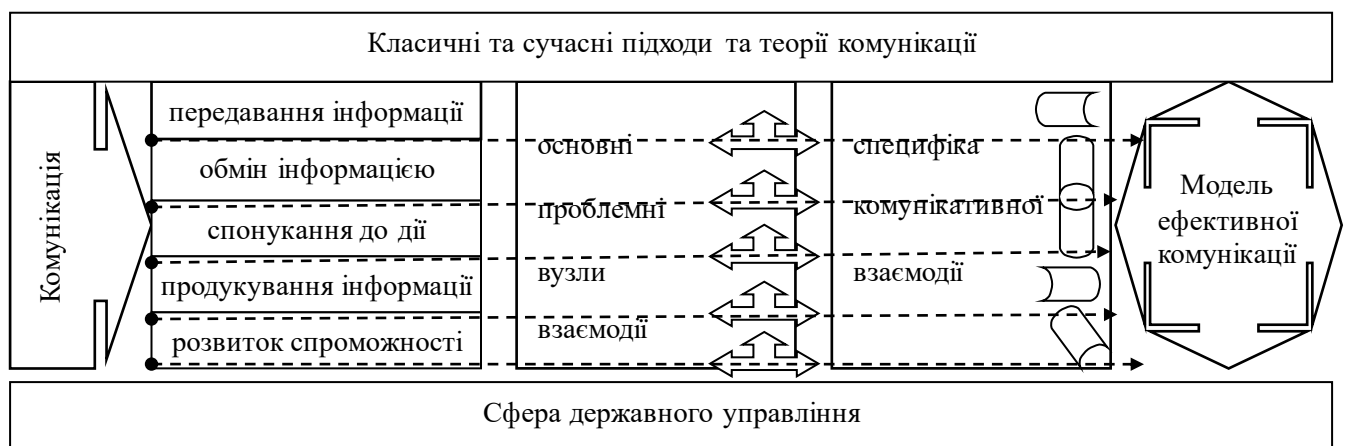 Класичні та сучасні підходи та теорії комунікації
Комунікація
передавання інформації
обмін інформацією
спонукання до дії
продукування інформації
розвиток спроможності
основні
проблемні
вузли
взаємодії
специфіка
комунікативної
взаємодії
Модель
ефективної
комунікації
Сфера державного управління